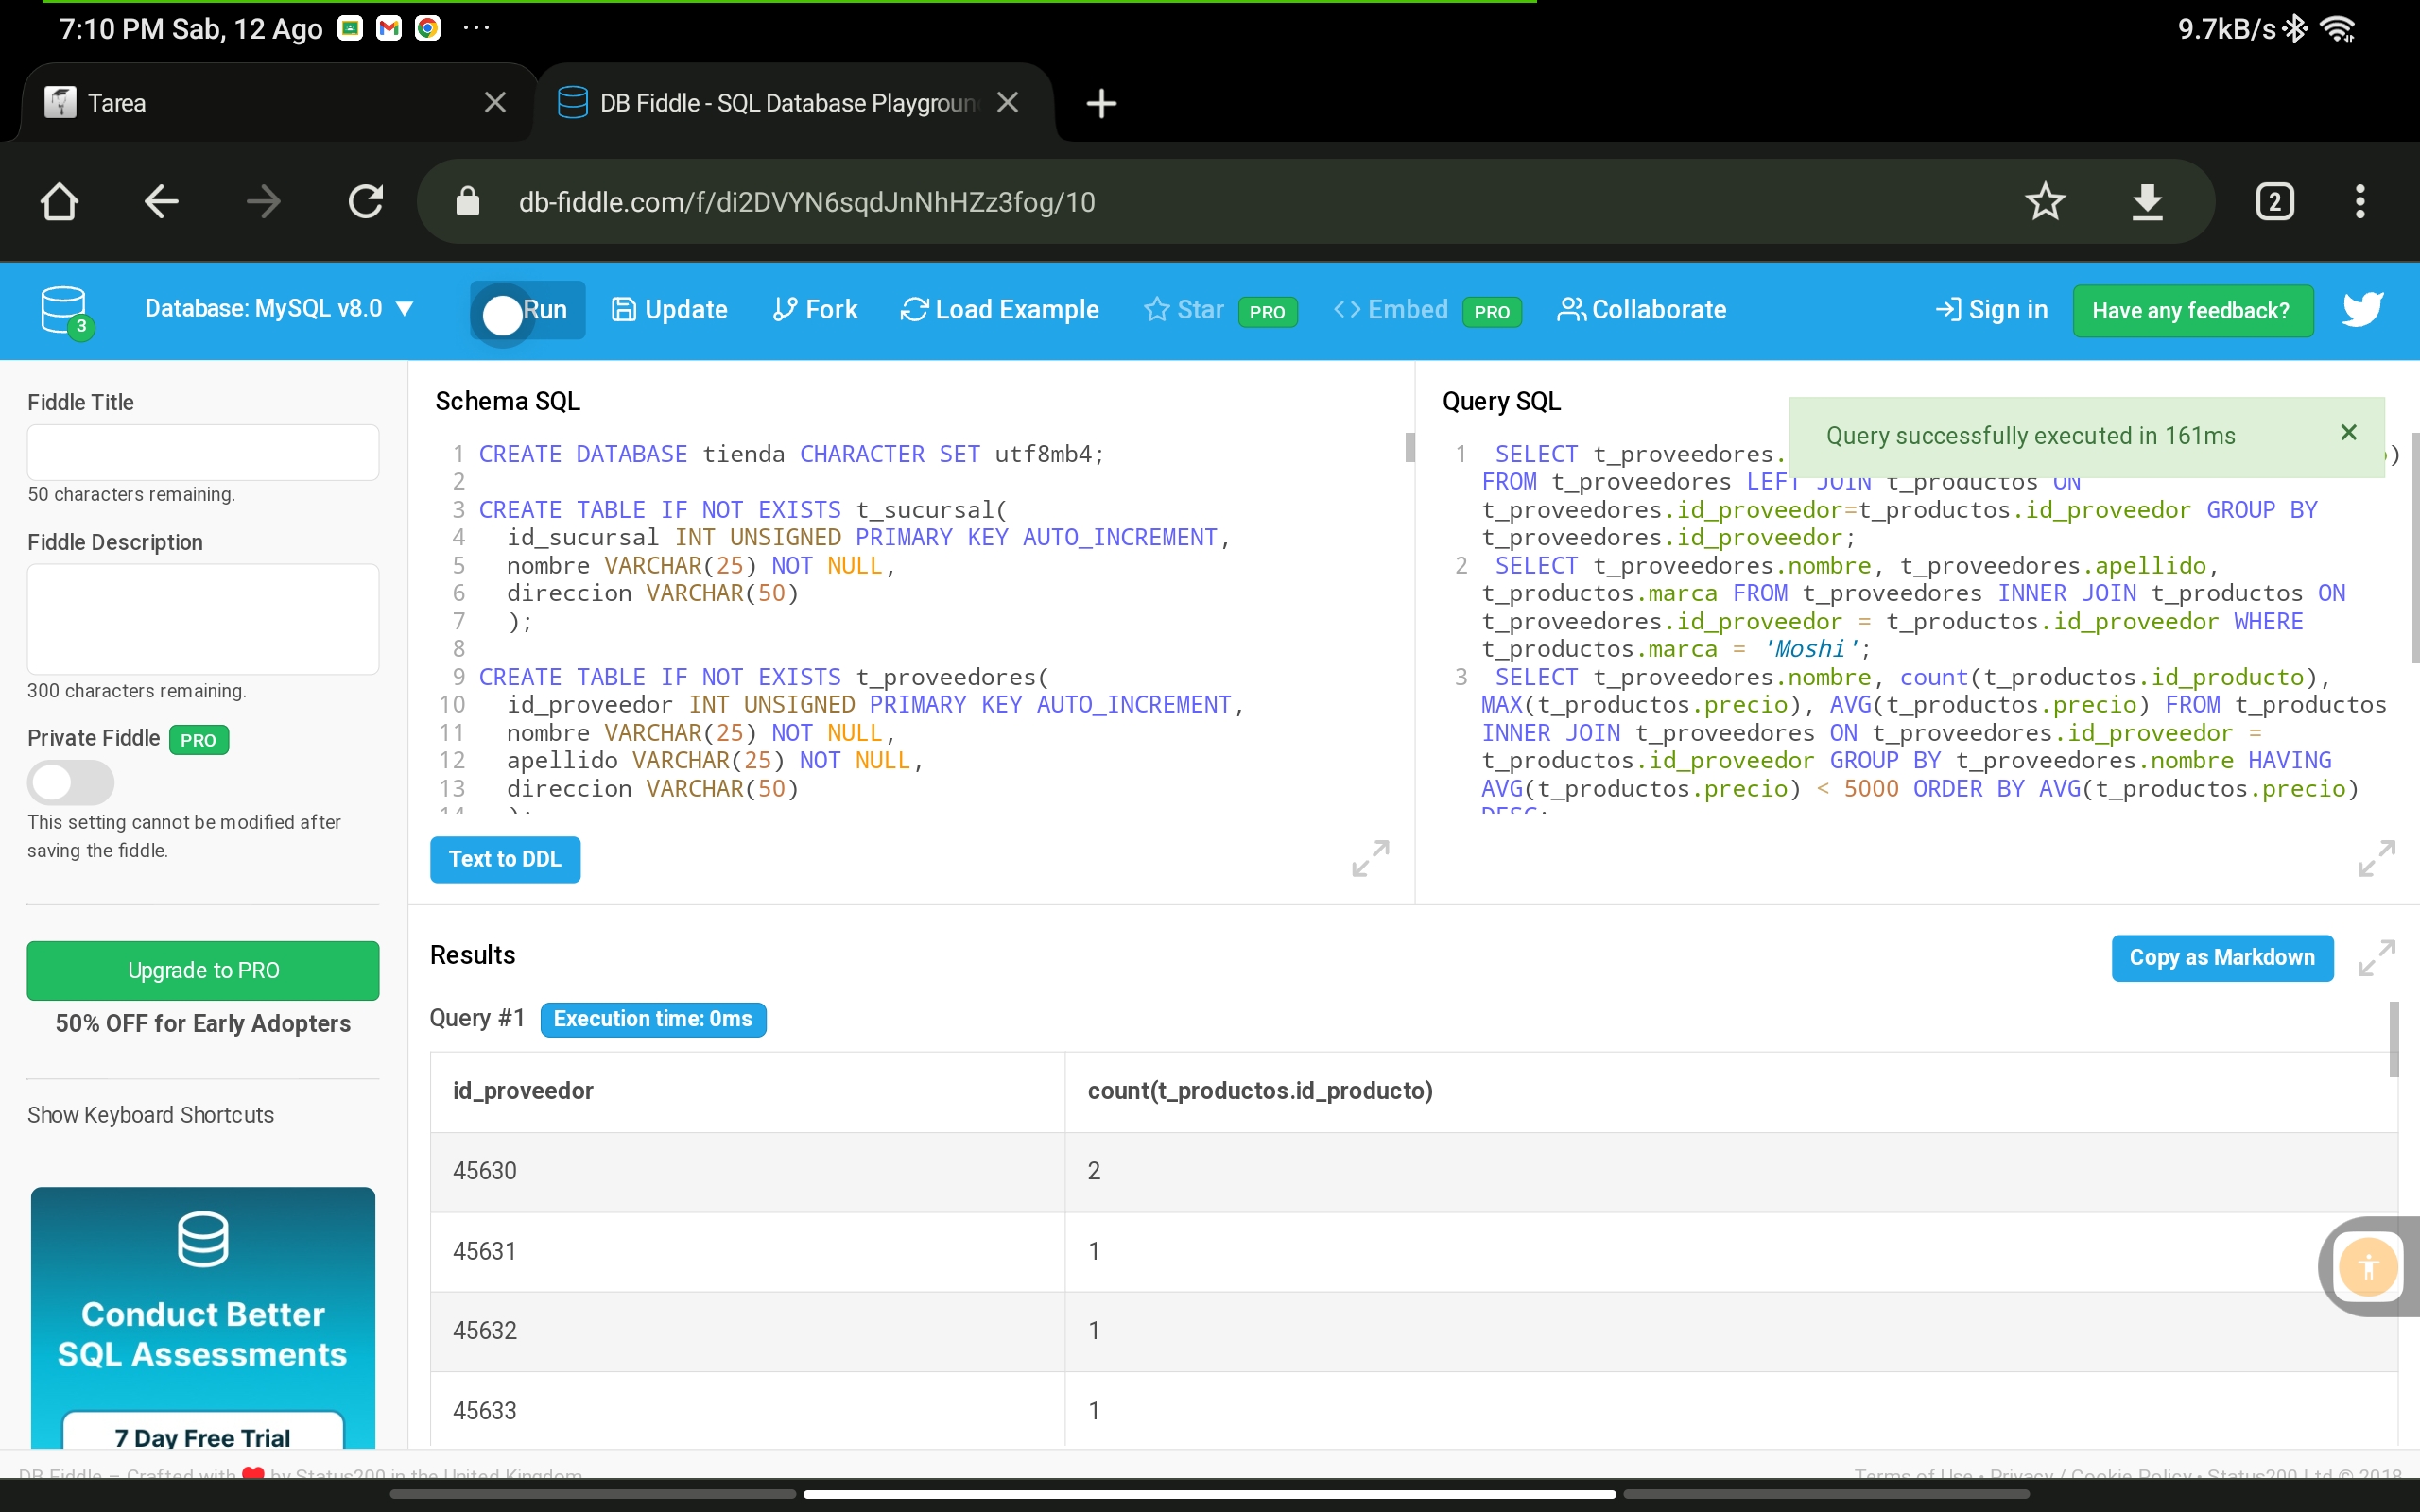 7:10 PM Sab, 12 Ago ...
9.7kB/s
Tarea
DB Fiddle - SQL Database Playgroun
db-fiddle.com/f/di2DVYN6sqdJnNhHZz3fog/10
2
3
Database: MySQL v8.0 ▼
Run
Update
Fork
Load Example
Star PRO
Embed PRO
Collaborate
Sign in
Have any feedback?
Fiddle Title
50 characters remaining.
Fiddle Description
300 characters remaining.
Private Fiddle PRO
This setting cannot be modified after
saving the fiddle.
Upgrade to PRO
50% OFF for Early Adopters
Show Keyboard Shortcuts
Conduct Better
SQL Assessments
7 Day Free Trial
Schema SQL
1 CREATE DATABASE tienda CHARACTER SET utf8mb4;
2
3 CREATE TABLE IF NOT EXISTS t_sucursal(
4 id_sucursal INT UNSIGNED PRIMARY KEY AUTO_INCREMENT,
5 nombre VARCHAR(25) NOT NULL,
6 direccion VARCHAR(50)
7 );
8
9 CREATE TABLE IF NOT EXISTS t_proveedores(
10 id_proveedor INT UNSIGNED PRIMARY KEY AUTO_INCREMENT,
11 nombre VARCHAR(25) NOT NULL,
12 apellido VARCHAR(25) NOT NULL,
13 direccion VARCHAR(50)
14 );
Text to DDL
Query SQL
Query successfully executed in 161ms
1 SELECT t_proveedores. )
FROM t_proveedores LEFT JOIN t_productos ON
t_proveedores.id_proveedor=t_productos.id_proveedor GROUP BY
t_proveedores.id_proveedor;
2 SELECT t_proveedores.nombre, t_proveedores.apellido,
t_productos.marca FROM t_proveedores INNER JOIN t_productos ON
t_proveedores.id_proveedor = t_productos.id_proveedor WHERE
t_productos.marca = 'Moshi';
3 SELECT t_proveedores.nombre, count(t_productos.id_producto),
MAX(t_productos.precio), AVG(t_productos.precio) FROM t_productos
INNER JOIN t_proveedores ON t_proveedores.id_proveedor =
t_productos.id_proveedor GROUP BY t_proveedores.nombre HAVING
AVG(t_productos.precio) < 5000 ORDER BY AVG(t_productos.precio)
DESC;
Results
Copy as Markdown
Query #1 Execution time: 0ms
id_proveedor count(t_productos.id_producto)
45630 2
45631 1
45632 1
45633 1
DB Fiddle – Crafted with ❤ by Status200 in the United Kingdom
Terms of Use • Privacy / Cookie Policy • Status200 Ltd © 2018